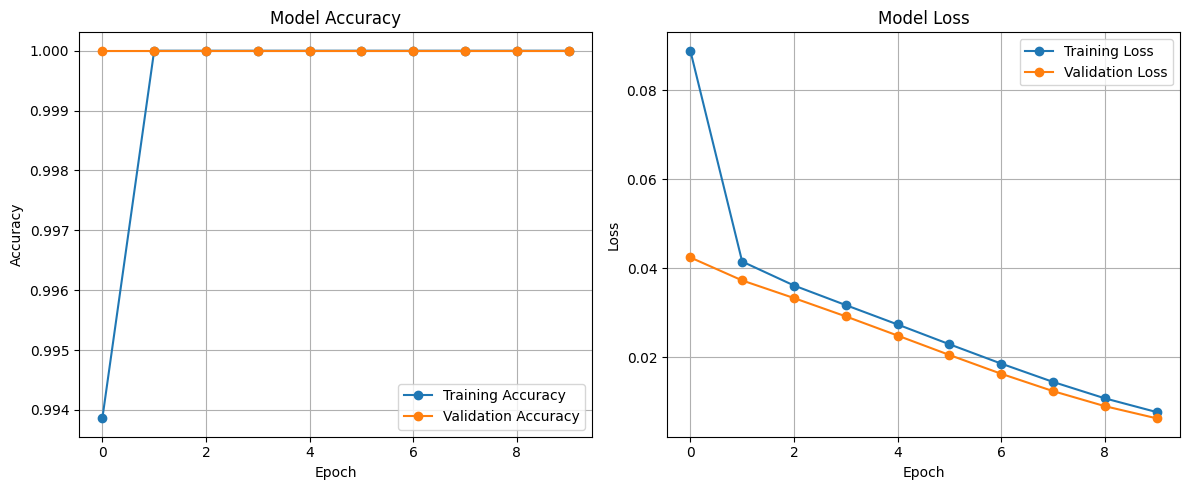 Model Accuracy
1.000
0.999
0.998
0.997
0.996
0.995
0.994
Accuracy
0 2 4 6 8
Epoch
Training Accuracy
Validation Accuracy
Model Loss
0.08
0.06
0.04
0.02
Loss
0 2 4 6 8
Epoch
Training Loss
Validation Loss